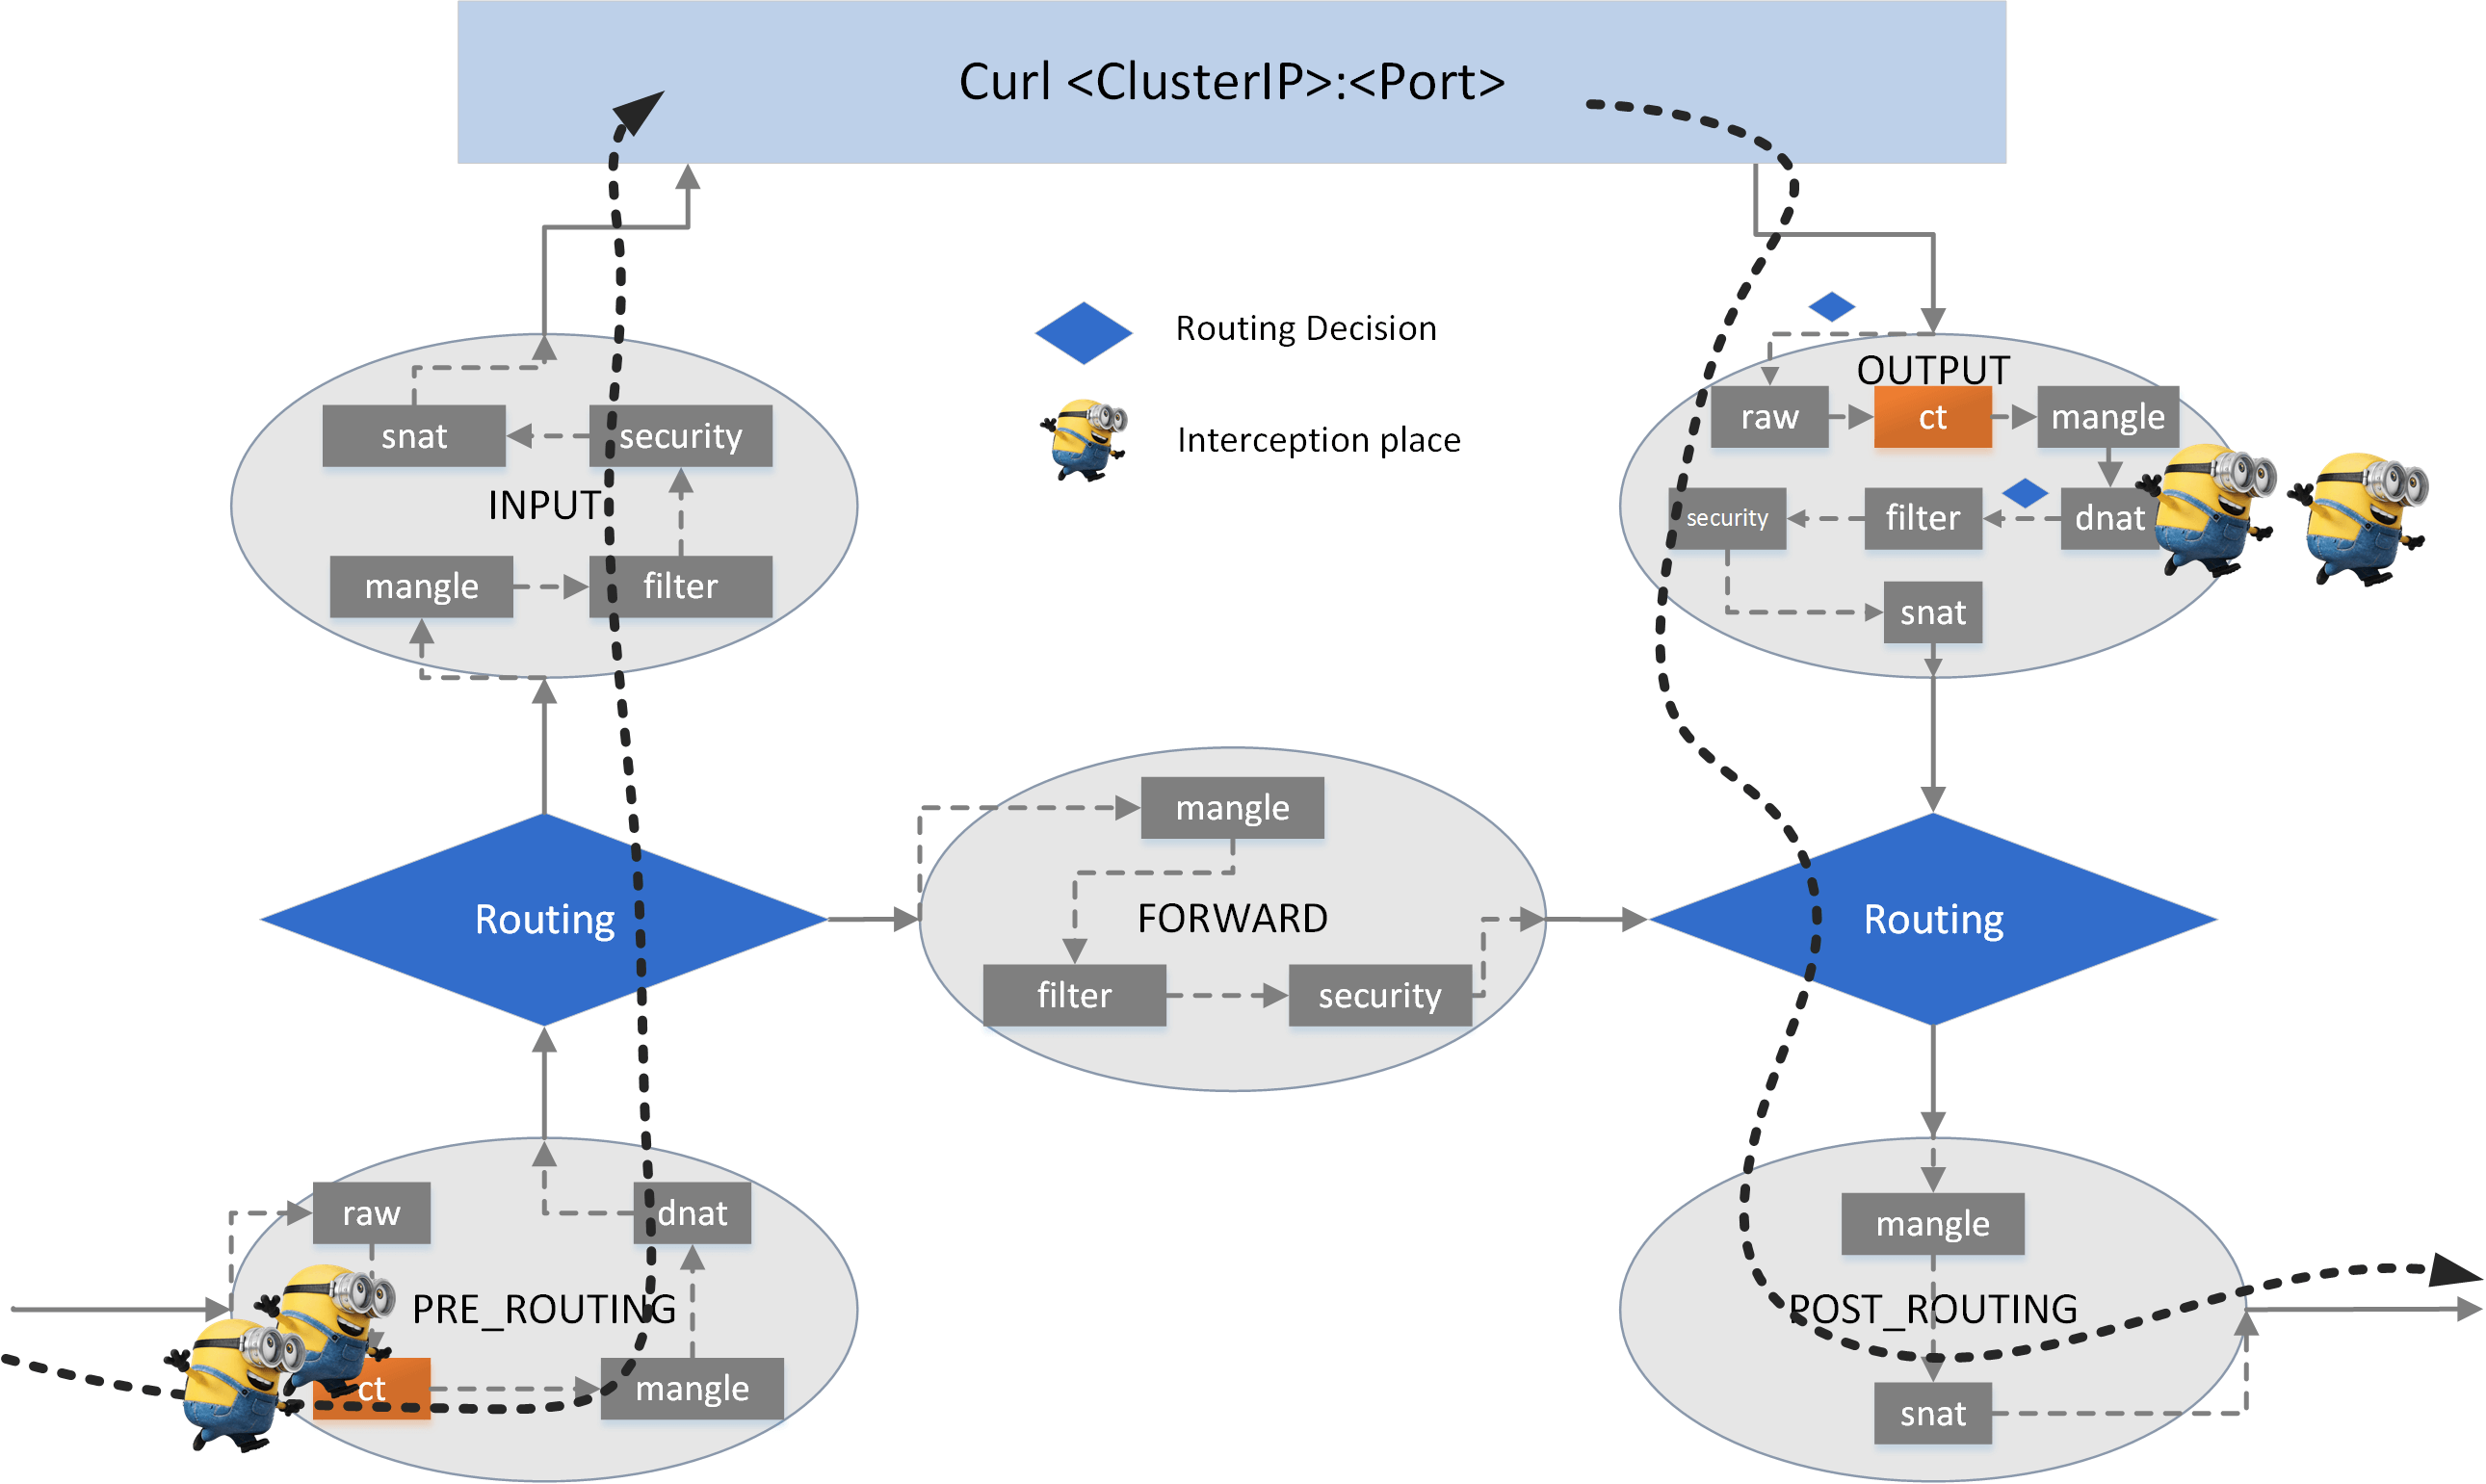 Curl <ClusterIP>:<Port>
Routing Decision
Interception place
snat
security
INPUT
mangle
filter
OUTPUT
raw
ct
mangle
security
filter
dnat
snat
Routing
mangle
FORWARD
filter
security
Routing
raw
dnat
PRE_ROUTING
ct
mangle
mangle
POST_ROUTING
snat